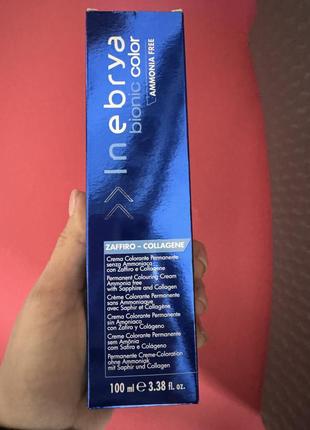 Inebrya
bionic color
AMMONIA FREE
ZAFFIRO - COLLAGENE
Crema Colorante Permanente
senza Ammoniaca
con Zaffiro e Collagene
Permanent Colouring Cream
Ammonia free
with Sapphire and Collagen
Crème Colorante Permanente
sans Ammoniaque
avec Saphir et Collagène
Crema Colorante Permanente
sin Amoniaco
con Zafiro y Colágeno
Creme Colorante Permanente
sem Amônia
com Safira e Colágeno
Permanente Creme-Coloration
ohne Ammoniak
mit Saphir und Collagen
100 ml e 3.38 fl. oz.